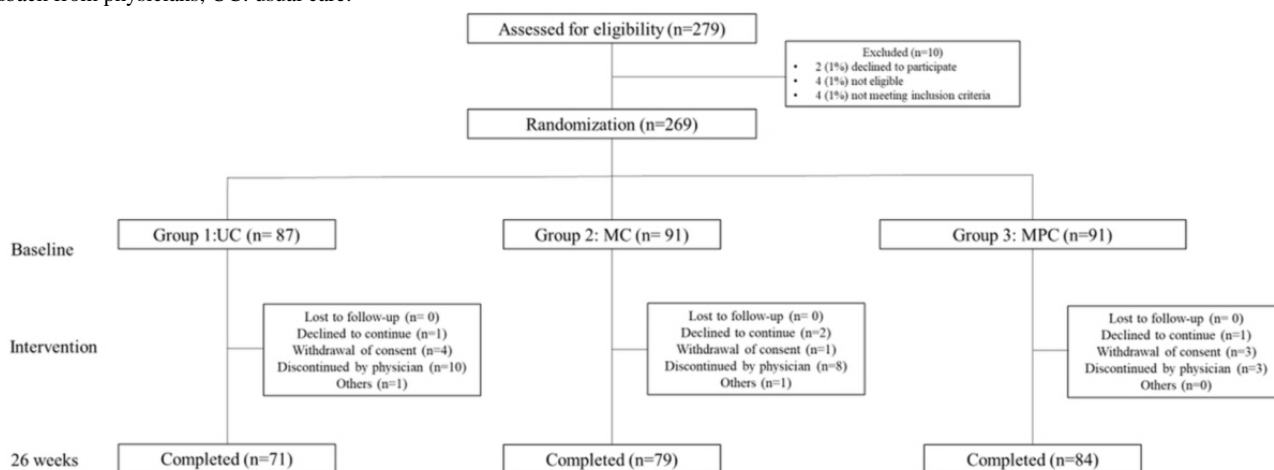 from physicians, UC: usual care.
Assessed for eligibility (n=279)
Excluded (n=10)
• 2 (1%) declined to participate
• 4 (1%) not eligible
• 4 (1%) not meeting inclusion criteria
Randomization (n=269)
Baseline
Group 1:UC (n= 87)
Group 2: MC (n= 91)
Group 3: MPC (n=91)
Intervention
Lost to follow-up (n= 0)
Declined to continue (n=1)
Withdrawal of consent (n=4)
Discontinued by physician (n=10)
Others (n=1)
Lost to follow-up (n= 0)
Declined to continue (n=2)
Withdrawal of consent (n=1)
Discontinued by physician (n=8)
Others (n=1)
Lost to follow-up (n= 0)
Declined to continue (n=1)
Withdrawal of consent (n=3)
Discontinued by physician (n=3)
Others (n=0)
26 weeks
Completed (n=71)
Completed (n=79)
Completed (n=84)